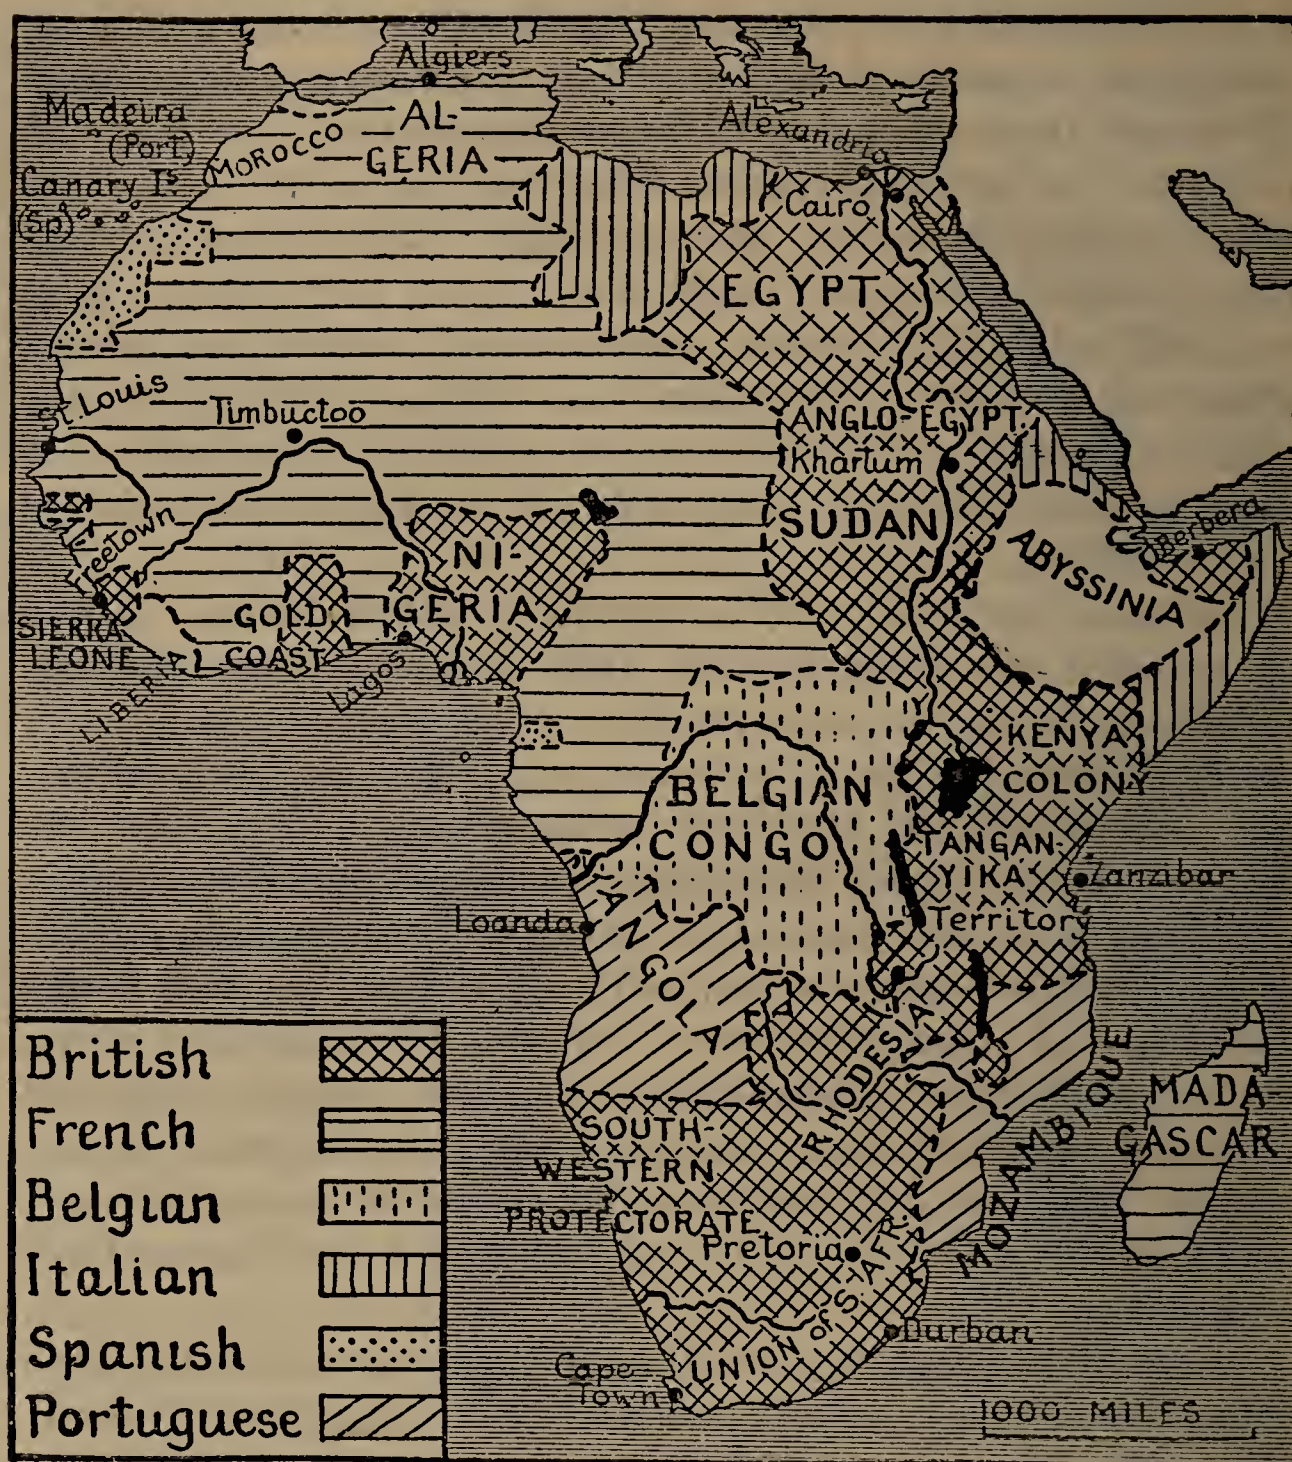 Algiers
Madeira
(Port)
AL-
GERIA
MOROCCO
Canary Is.
(Sp)
Alexandria
Cairo
EGYPT
St. Louis
Timbuctoo
ANGLO-EGYPT.
Khartum
SUDAN
ABYSSINIA
Berbera
NI-
GERIA
reetown
SIERRA
LEONE
LIBERIA
GOLD
COAST
Lagos
KENYA
COLONY
BELGIAN
CONGO
TANGAN-
YIKA
Territory
Zanzibar
Loanda
ANGOLA
RHODESIA
MOZAMBIQUE
MADA-
GASCAR
SOUTH-
WESTERN
PROTECTORATE
Pretoria
UNION of S. AFR.
Durban
Cape
Town
British
French
Belgian
Italian
Spanish
Portuguese
1000 MILES